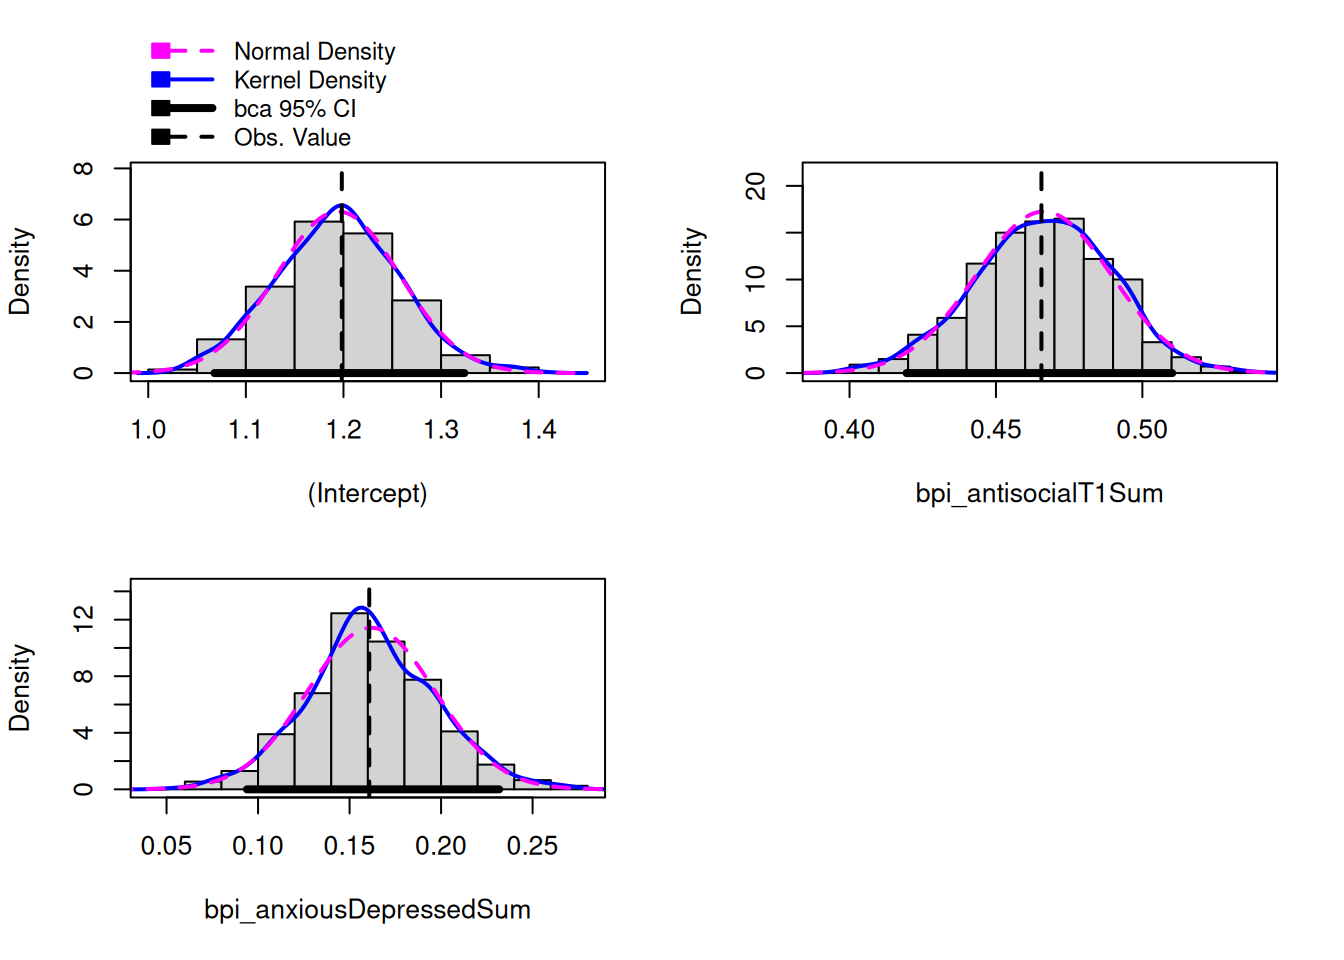 Normal Density
Kernel Density
bca 95% CI
Obs. Value
Density
0 2 4 6 8
1.0 1.1 1.2 1.3 1.4
(Intercept)
Density
0 5 10 20
0.40 0.45 0.50
bpi_antisocialT1Sum
Density
0 4 8 12
0.05 0.10 0.15 0.20 0.25
bpi_anxiousDepressedSum